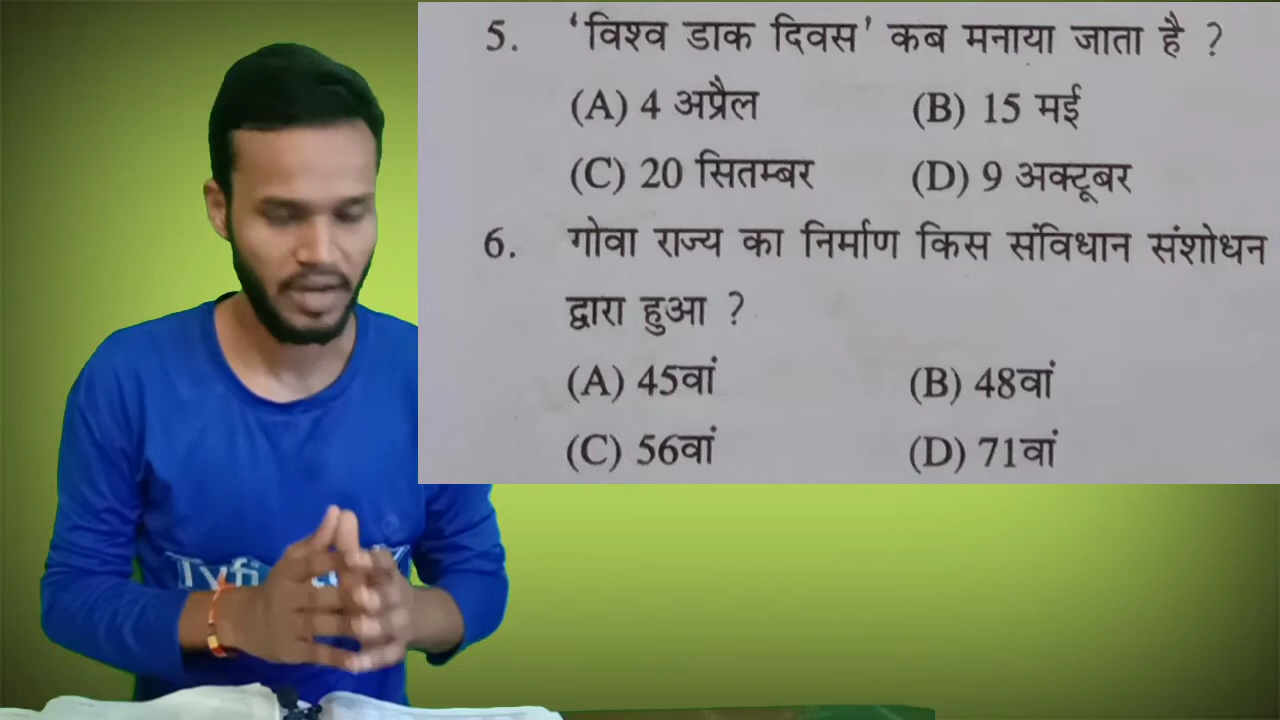 5. 'विश्व डाक दिवस' कब मनाया जाता है ?
(A) 4 अप्रैल (B) 15 मई
(C) 20 सितम्बर (D) 9 अक्टूबर
6. गोवा राज्य का निर्माण किस संविधान संशोधन
द्वारा हुआ ?
(A) 45वां (B) 48वां
(C) 56वां (D) 71वां